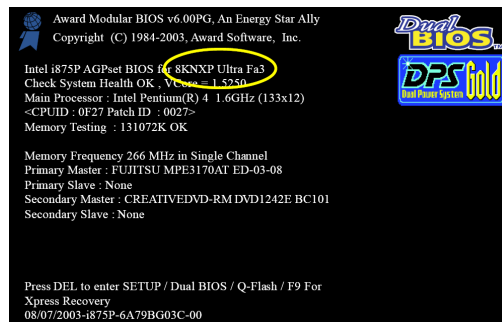 Award Modular BIOS v6.00PG, An Energy Star Ally
Copyright (C) 1984-2003, Award Software, Inc.
Dual
BIOS
DPS Gold
Dual Power System
Intel i875P AGPset BIOS for 8KNXP Ultra Fa3
Check System Health OK , VCore = 1.5250
Main Processor : Intel Pentium(R) 4 1.6GHz (133x12)
<CPUID : 0F27 Patch ID : 0027>
Memory Testing : 131072K OK
Memory Frequency 266 MHz in Single Channel
Primary Master : FUJITSU MPE3170AT ED-03-08
Primary Slave : None
Secondary Master : CREATIVEDVD-RM DVD1242E BC101
Secondary Slave : None
Press DEL to enter SETUP / Dual BIOS / Q-Flash / F9 For
Xpress Recovery
08/07/2003-i875P-6A79BG03C-00